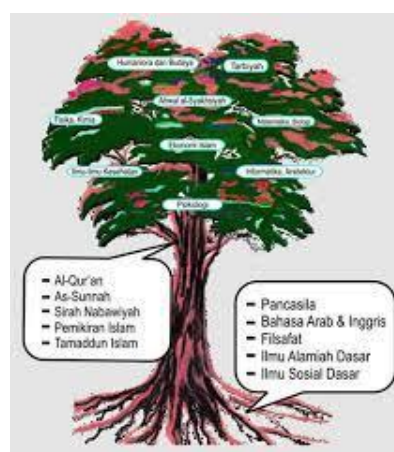 Humaniora dan Budaya
Tarbiyah
Ahwal al-Syakhsiyah
Fisika, Kimia
Matematika, Biologi
Ekonomi Islam
Ilmu-Ilmu Kesehatan
Informatika, Arsitektur
Psikologi
- Al-Qur'an
- As-Sunnah
- Sirah Nabawiyah
- Pemikiran Islam
- Tamaddun Islam
- Pancasila
- Bahasa Arab & Inggris
- Filsafat
- Ilmu Alamiah Dasar
- Ilmu Sosial Dasar